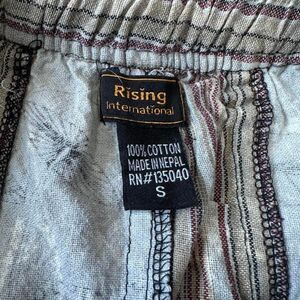 Rising
International
100% COTTON
MADE IN NEPAL
RN#135040
S